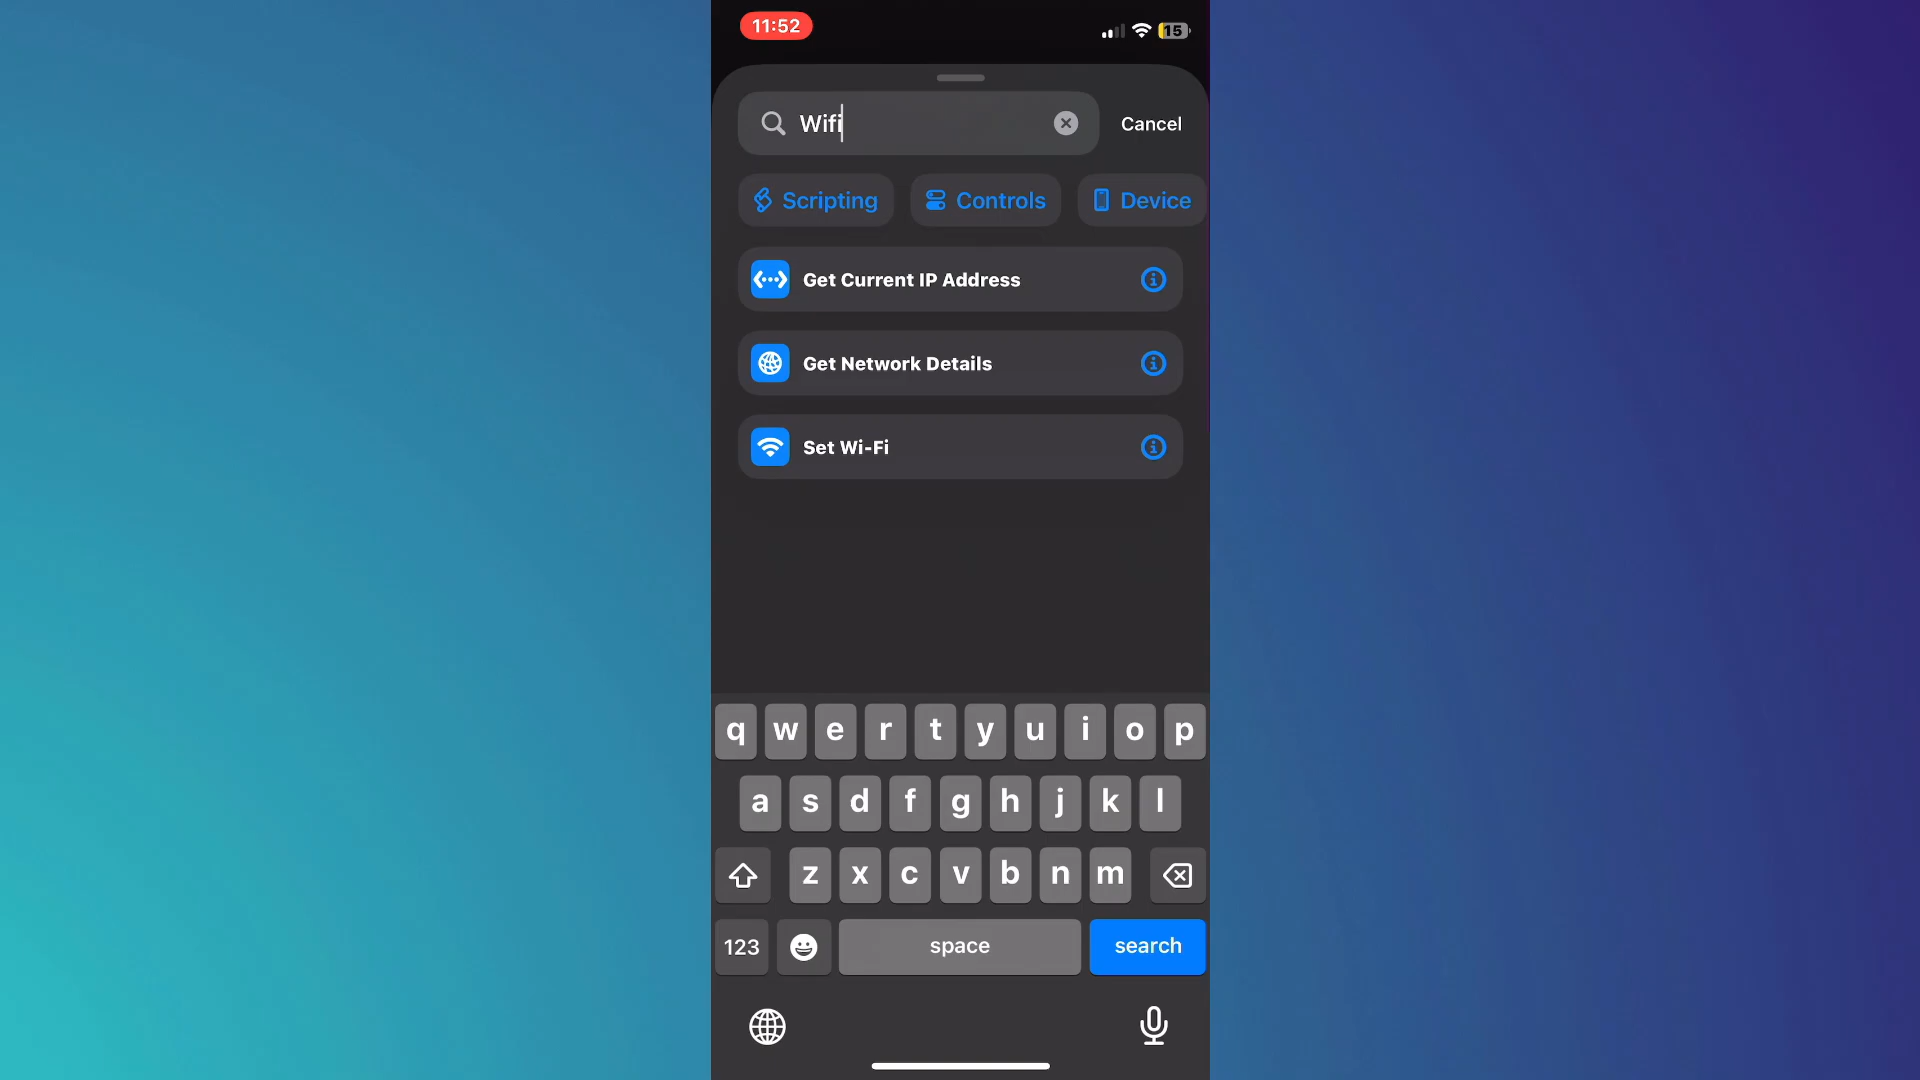 11:52
15
Wifi
Cancel
Scripting
Controls
Device
Get Current IP Address
Get Network Details
Set Wi-Fi
q w e r t y u i o p
a s d f g h j k l
z x c v b n m
123
space
search